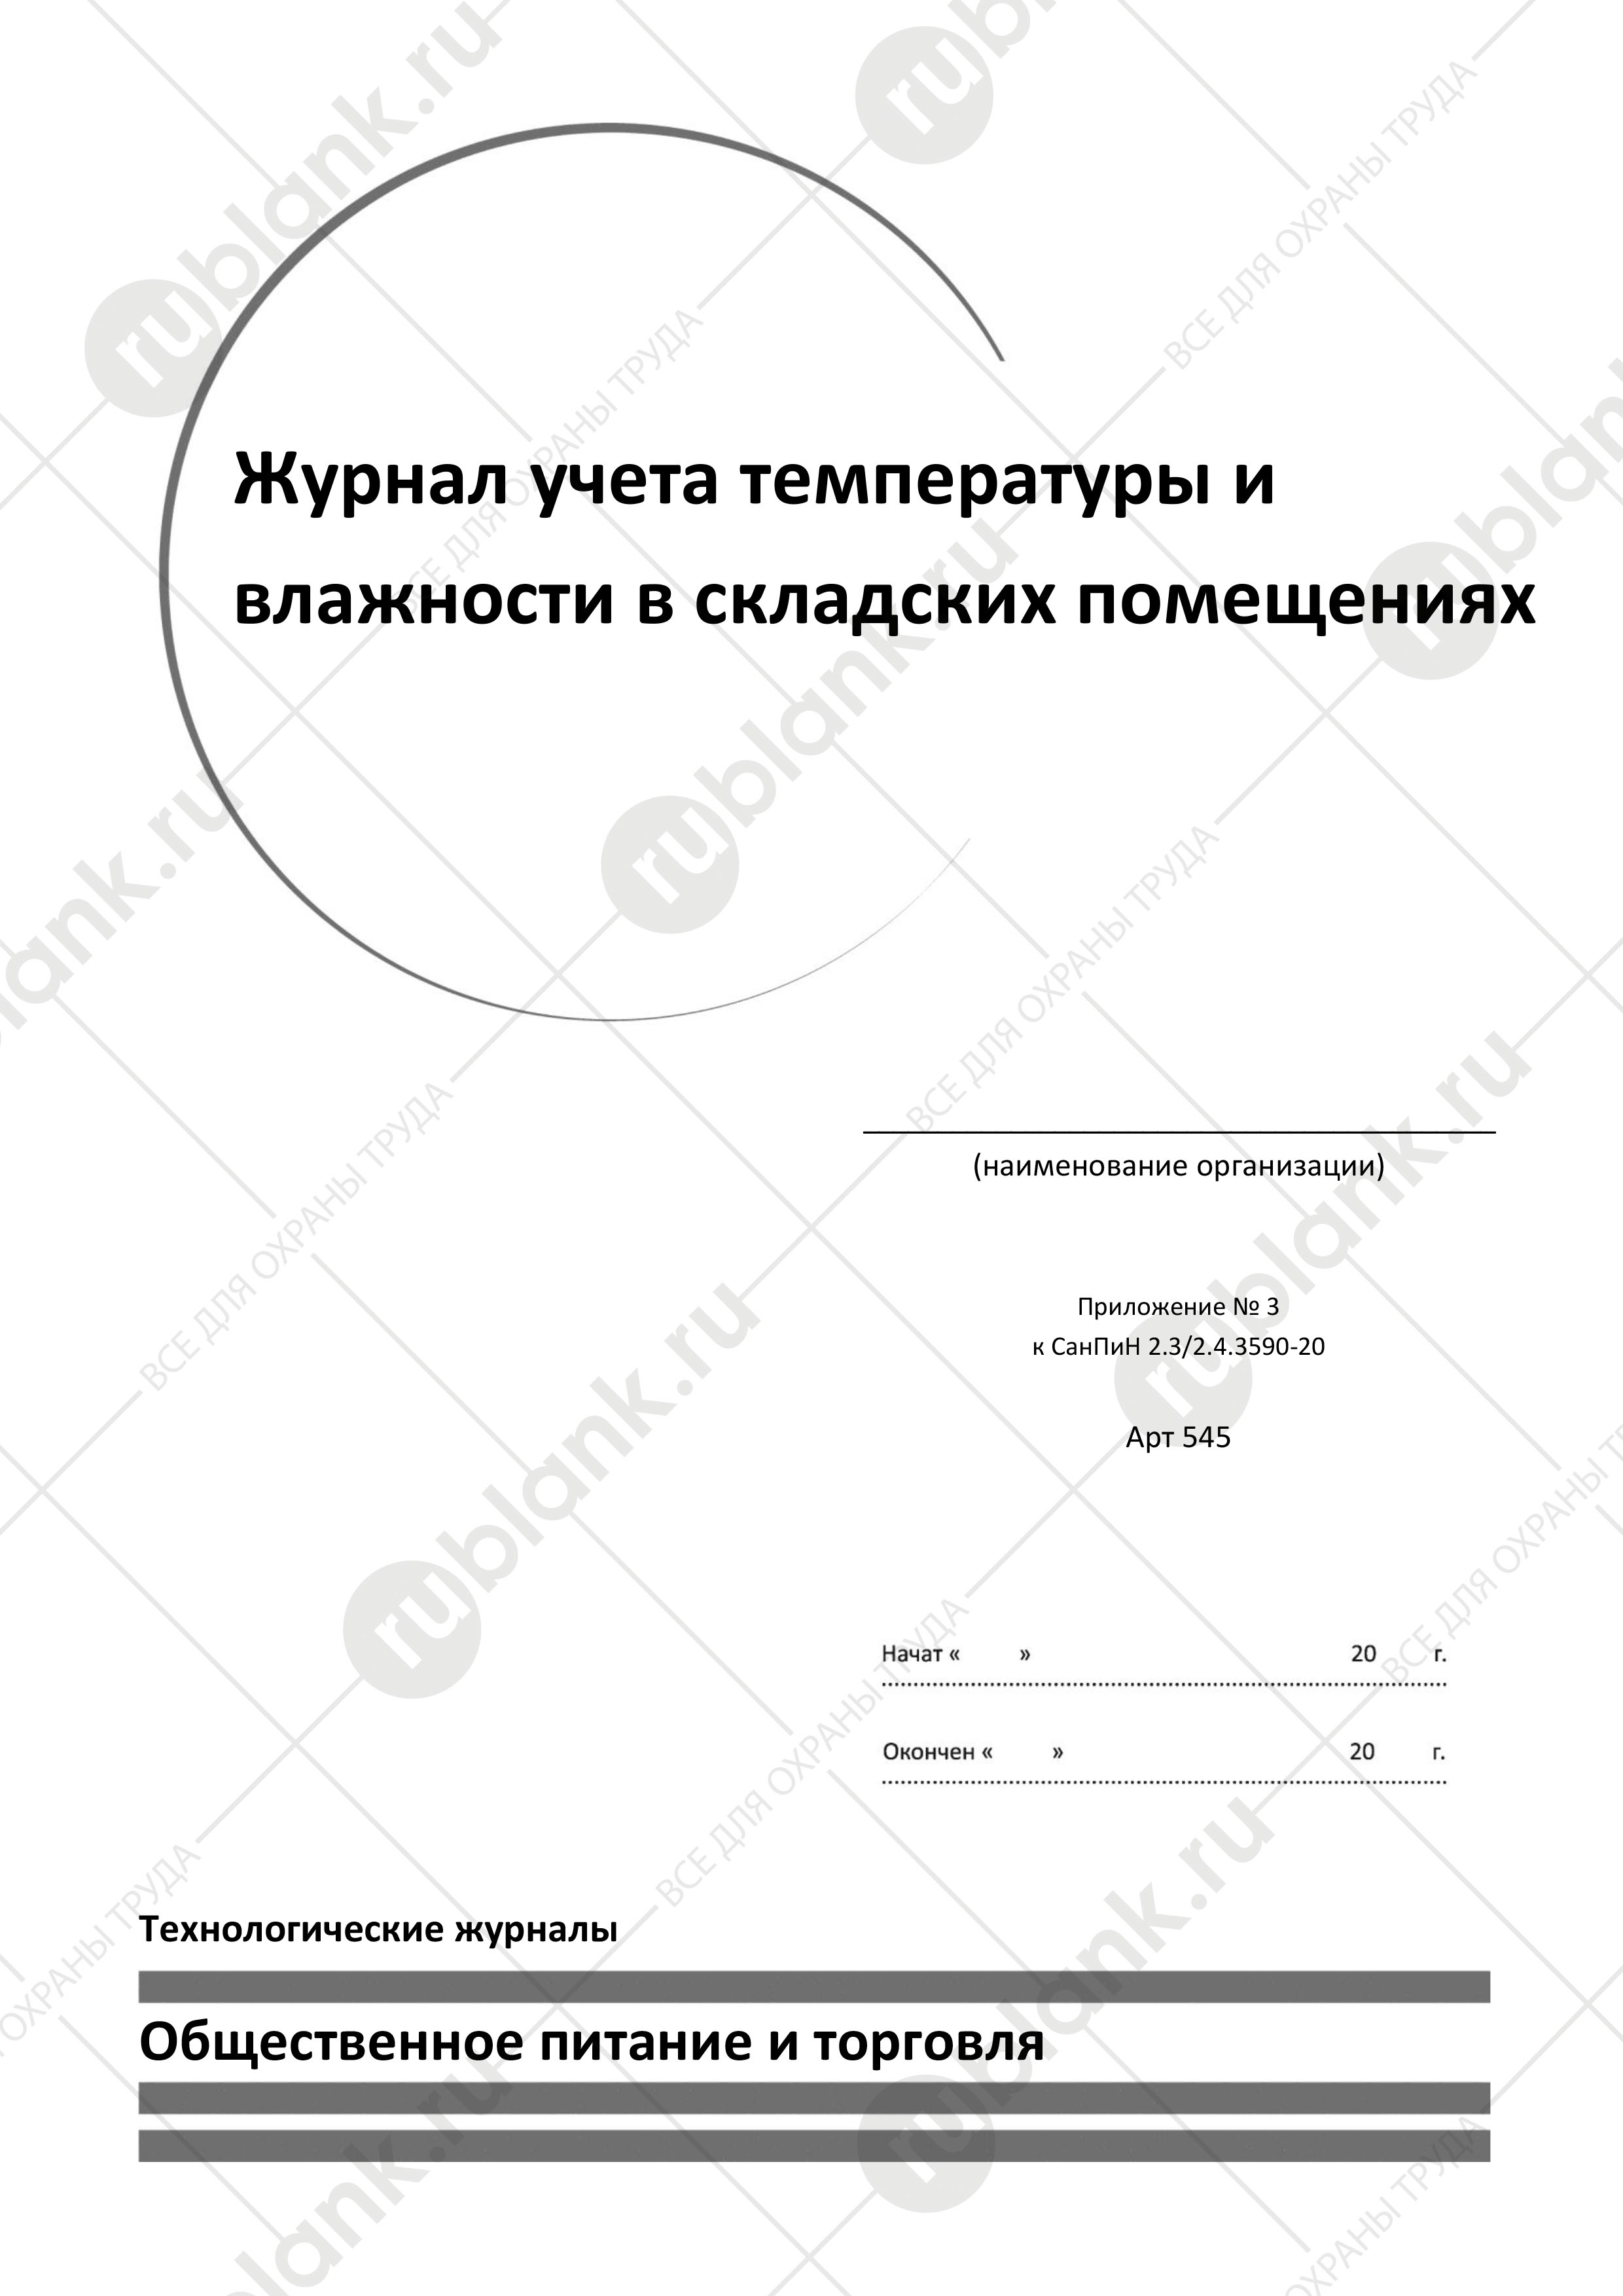 Журнал учета температуры и
влажности в складских помещениях
(наименование организации)
Приложение № 3
к СанПиН 2.3/2.4.3590-20
Арт 545
Начат « » 20 г.
Окончен « » 20 г.
Технологические журналы
Общественное питание и торговля
rublank.ru
ВСЕ ДЛЯ ОХРАНЫ ТРУДА